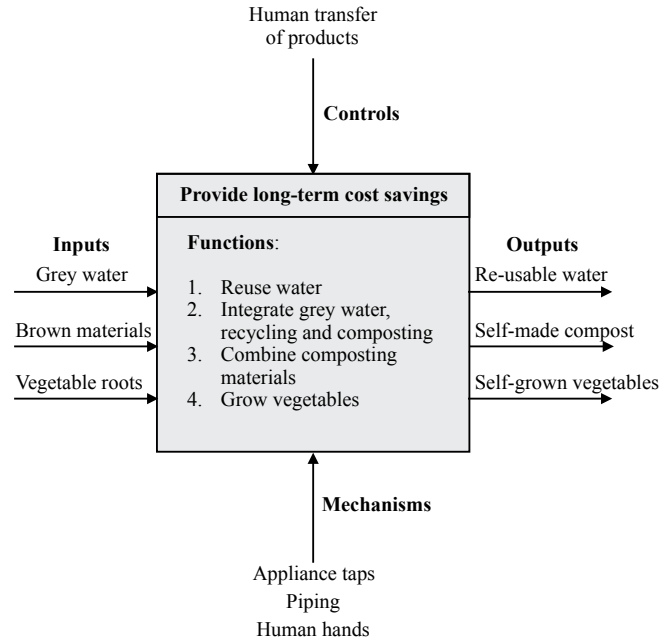 Human transfer
of products
Controls
Provide long-term cost savings
Inputs
Functions:
Outputs
Grey water
Re-usable water
1. Reuse water
2. Integrate grey water,
recycling and composting
Brown materials
Self-made compost
3. Combine composting
materials
Vegetable roots
Self-grown vegetables
4. Grow vegetables
Mechanisms
Appliance taps
Piping
Human hands